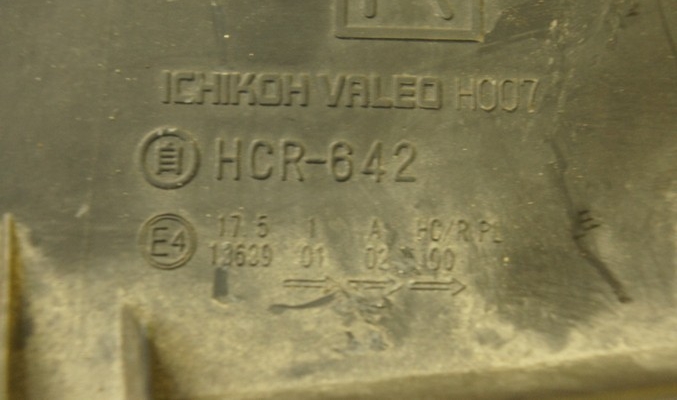 R
ICHIKOH VALEO H007
自 HCR-642
E4 17.5 1 A HC/R PL
13639 01 02 100